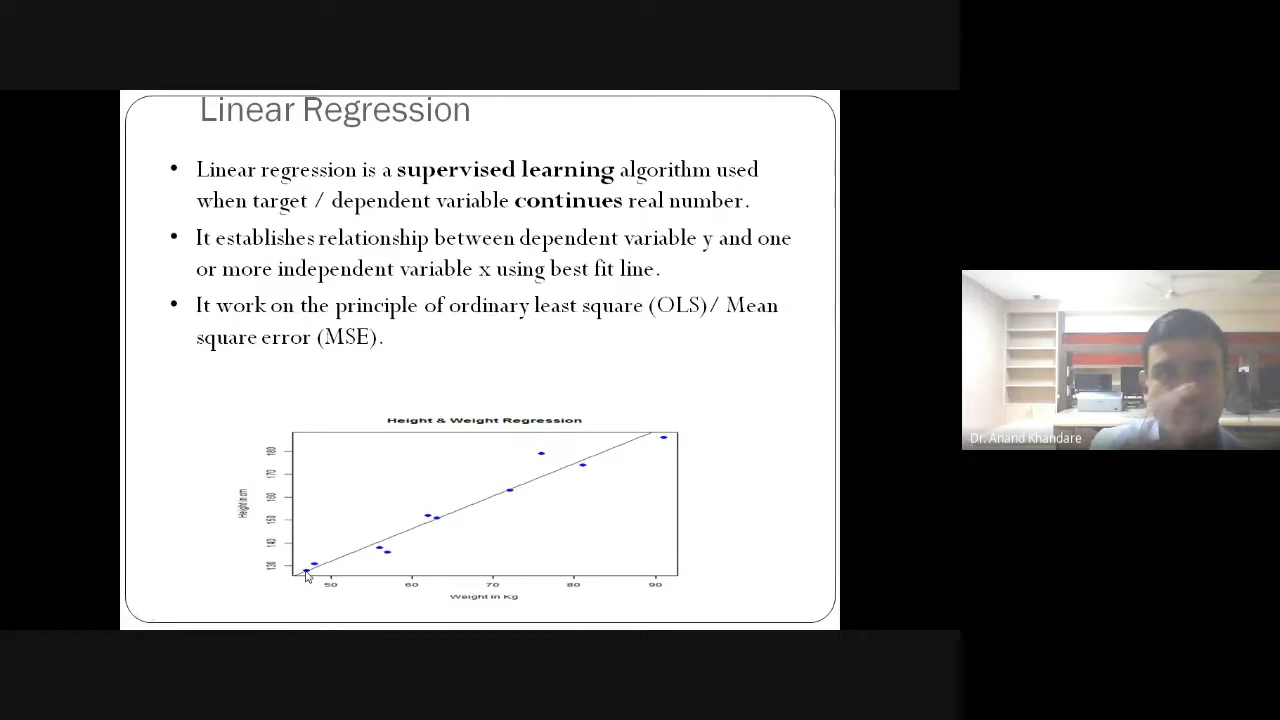 Linear Regression
• Linear regression is a supervised learning algorithm used
when target / dependent variable continues real number.
• It establishes relationship between dependent variable y and one
or more independent variable x using best fit line.
• It work on the principle of ordinary least square (OLS)/ Mean
square error (MSE).
Height & Weight Regression
Height in cm
180
170
160
150
140
130
50 60 70 80 90
Weight in Kg
Dr. Anand Khandare